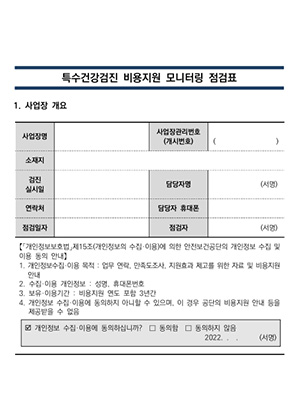 특수건강검진 비용지원 모니터링 점검표
1. 사업장 개요
사업장명 사업장관리번호
(개시번호) ( )
소재지
검진
실시일 담당자명 (서명)
연락처 담당자 휴대폰
점검일자 점검자 (서명)
【「개인정보보호법」제15조(개인정보의 수집·이용)에 의한 안전보건공단의 개인정보 수집 및
이용 동의 안내】
1. 개인정보수집·이용 목적 : 업무 연락, 만족도조사, 지원효과 제고를 위한 자료 및 비용지원
안내
2. 수집·이용 개인정보 : 성명, 휴대폰번호
3. 보유·이용기간 : 비용지원 연도 포함 3년간
4. 개인정보 수집·이용에 동의하지 아니할 수 있으며, 이 경우 공단의 비용지원 안내 등을
제공받을 수 없음
☑ 개인정보 수집·이용에 동의하십니까? □ 동의함 □ 동의하지 않음
2022. . . (서명)